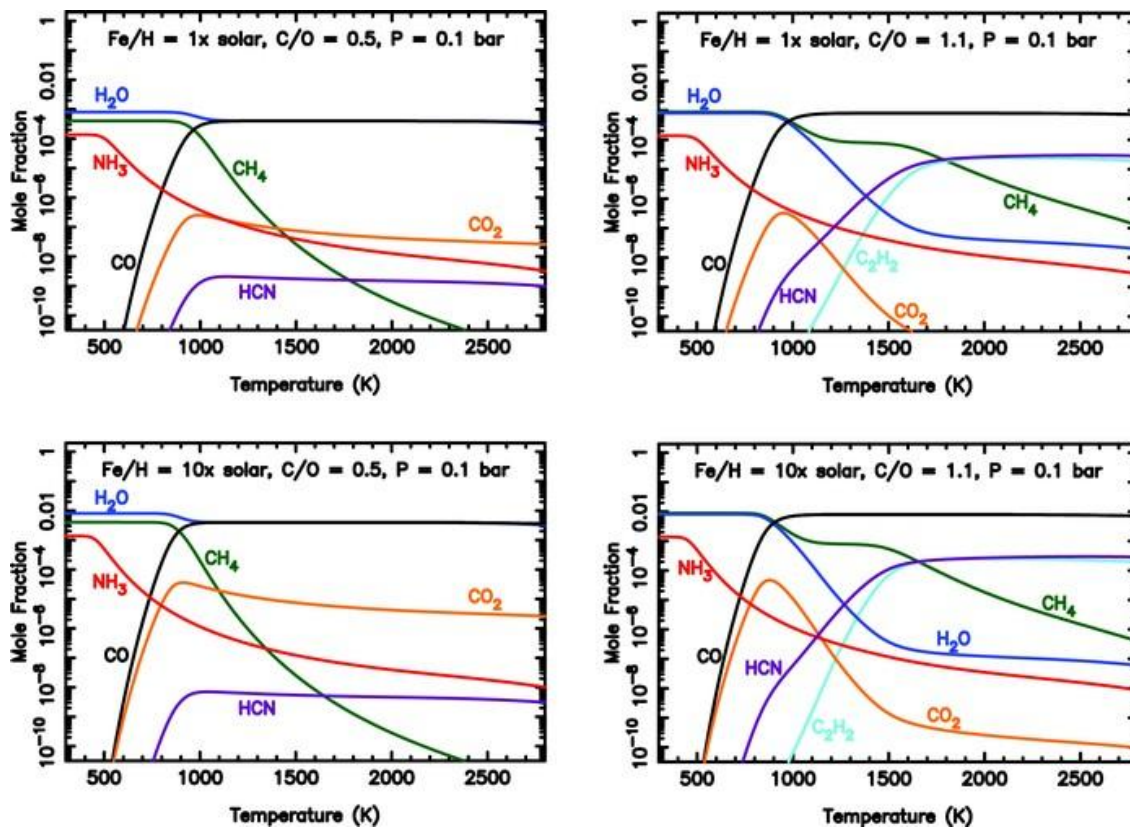 Fe/H = 1x solar, C/O = 0.5, P = 0.1 bar
Mole Fraction
1
0.01
10⁻⁴
10⁻⁶
10⁻⁸
10⁻¹⁰
H₂O
NH₃
CH₄
CO₂
CO
HCN
500 1000 1500 2000 2500
Temperature (K)
Fe/H = 1x solar, C/O = 1.1, P = 0.1 bar
Mole Fraction
1
0.01
10⁻⁴
10⁻⁶
10⁻⁸
10⁻¹⁰
H₂O
NH₃
CH₄
CO
C₂H₂
HCN
CO₂
500 1000 1500 2000 2500
Temperature (K)
Fe/H = 10x solar, C/O = 0.5, P = 0.1 bar
Mole Fraction
1
0.01
10⁻⁴
10⁻⁶
10⁻⁸
10⁻¹⁰
H₂O
CH₄
NH₃
CO₂
CO
HCN
500 1000 1500 2000 2500
Temperature (K)
Fe/H = 10x solar, C/O = 1.1, P = 0.1 bar
Mole Fraction
1
0.01
10⁻⁴
10⁻⁶
10⁻⁸
10⁻¹⁰
NH₃
CH₄
H₂O
CO
HCN
CO₂
C₂H₂
500 1000 1500 2000 2500
Temperature (K)